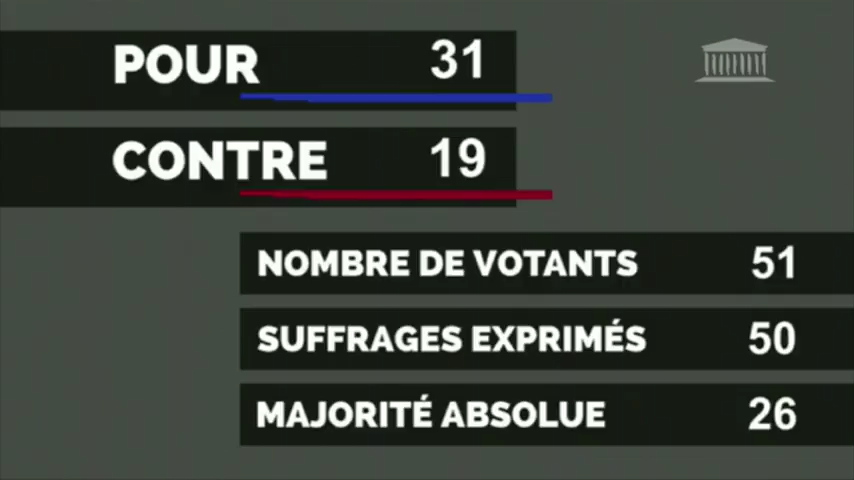 POUR 31
CONTRE 19
NOMBRE DE VOTANTS 51
SUFFRAGES EXPRIMÉS 50
MAJORITÉ ABSOLUE 26